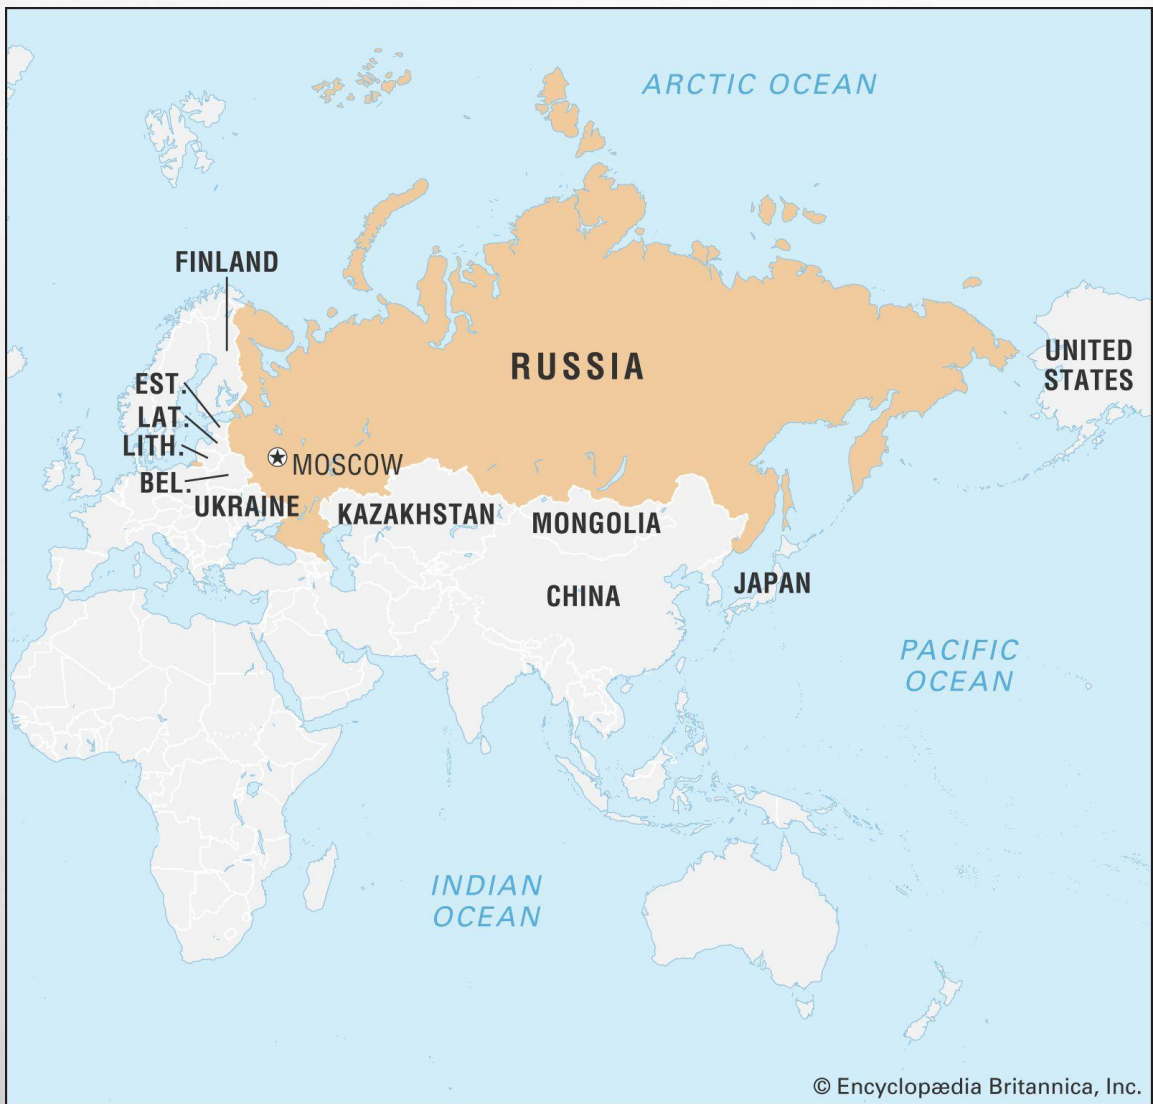 ARCTIC OCEAN
FINLAND
RUSSIA
UNITED
STATES
EST.
LAT.
LITH.
MOSCOW
BEL.
UKRAINE
KAZAKHSTAN
MONGOLIA
CHINA
JAPAN
PACIFIC
OCEAN
INDIAN
OCEAN
© Encyclopædia Britannica, Inc.